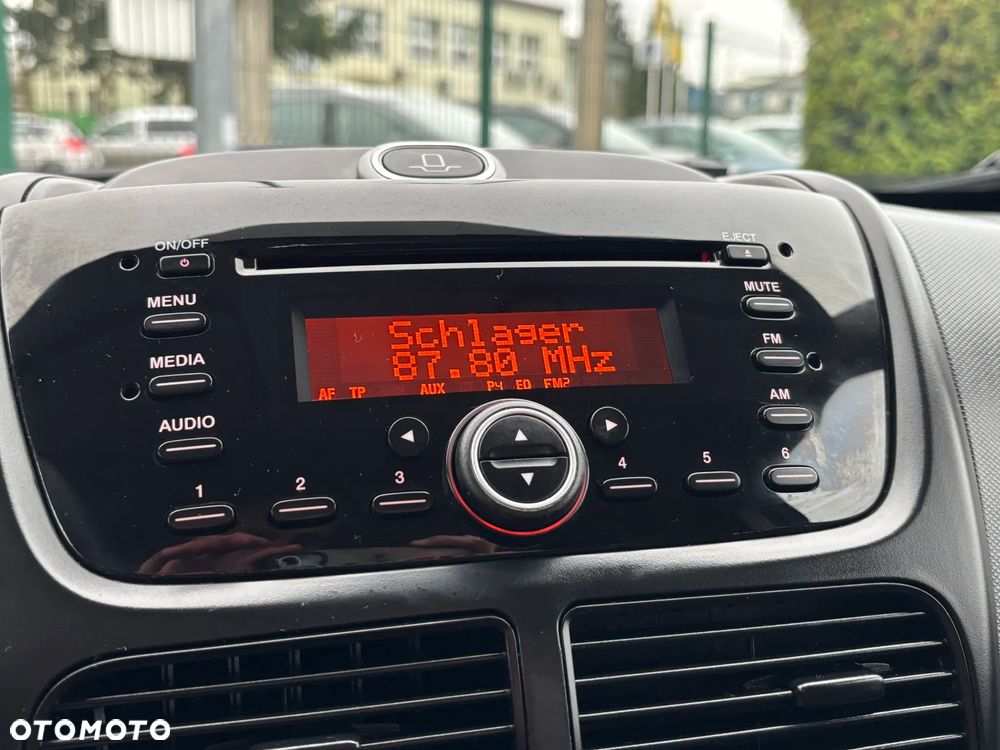 ON/OFF
EJECT
MENU
MUTE
MEDIA
FM
AUDIO
AM
Schlager
87.80 MHz
AF TP AUX P4 EQ FM2
1 2 3 4 5 6
OTOMOTO